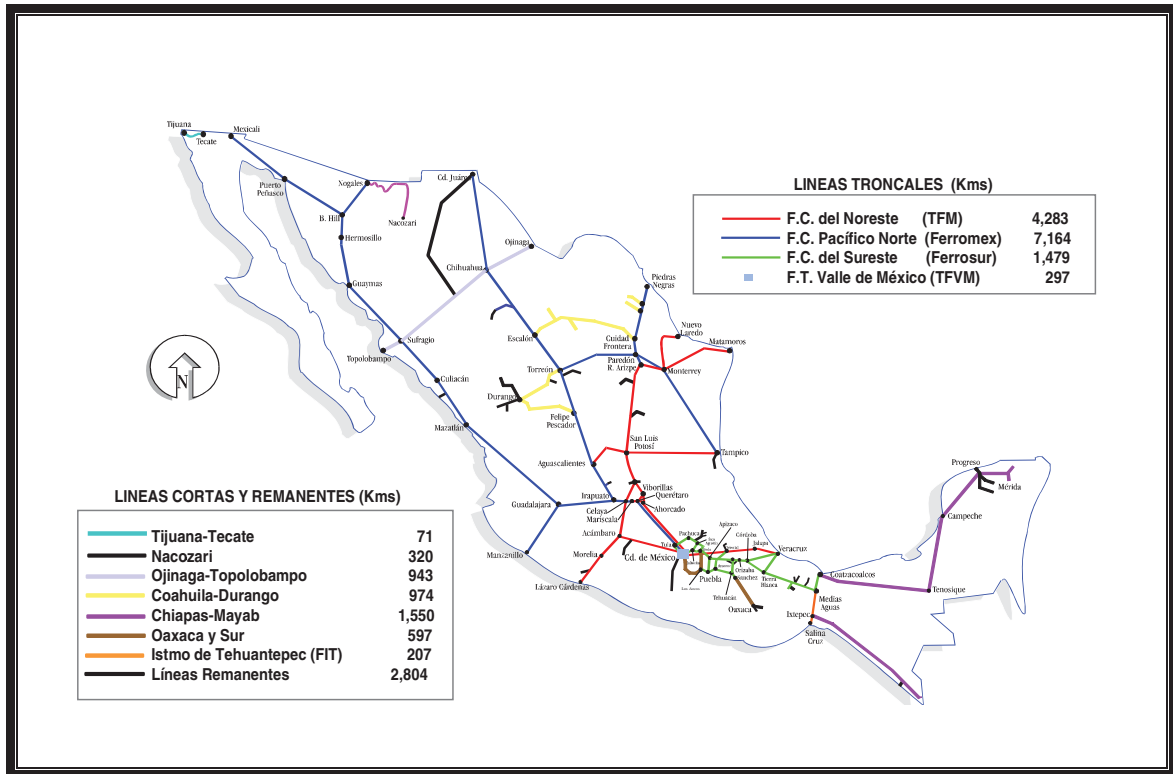 Tijuana
Tecate
Mexicali
Puerto
Peñasco
Nogales
B. Hill
Nacozari
Hermosillo
Guaymas
Cd. Juáre
Ojinaga
Chihuahua
Sufragio
Topolobampo
Culiacán
Mazatlán
Escalón
Torreón
Durango
Felipe
Pescador
Piedras
Negras
Cuidad
Frontera
Paredón
R. Arizpe
Nuevo
Laredo
Matamoros
Monterrey
San Luis
Potosí
Tampico
Aguascalientes
Guadalajara
Irapuato
Celaya
Mariscala
Viborillas
Querétaro
Ahorcado
Manzanillo
Acámbaro
Morelia
Lázaro Cárdenas
Cd. de México
Tula
Pachuca
Apizaco
Córdoba
Jalapa
Veracruz
Puebla
Orizaba
Sanchez
Tehuacán
Tierra
Blanca
Oaxaca
Coatzacoalcos
Medias
Aguas
Ixtepec
Salina
Cruz
Tenosique
Campeche
Progreso
Mérida
N
LINEAS TRONCALES (Kms)
F.C. del Noreste (TFM) 4,283
F.C. Pacífico Norte (Ferromex) 7,164
F.C. del Sureste (Ferrosur) 1,479
F.T. Valle de México (TFVM) 297
LINEAS CORTAS Y REMANENTES (Kms)
Tijuana-Tecate 71
Nacozari 320
Ojinaga-Topolobampo 943
Coahuila-Durango 974
Chiapas-Mayab 1,550
Oaxaca y Sur 597
Istmo de Tehuantepec (FIT) 207
Líneas Remanentes 2,804